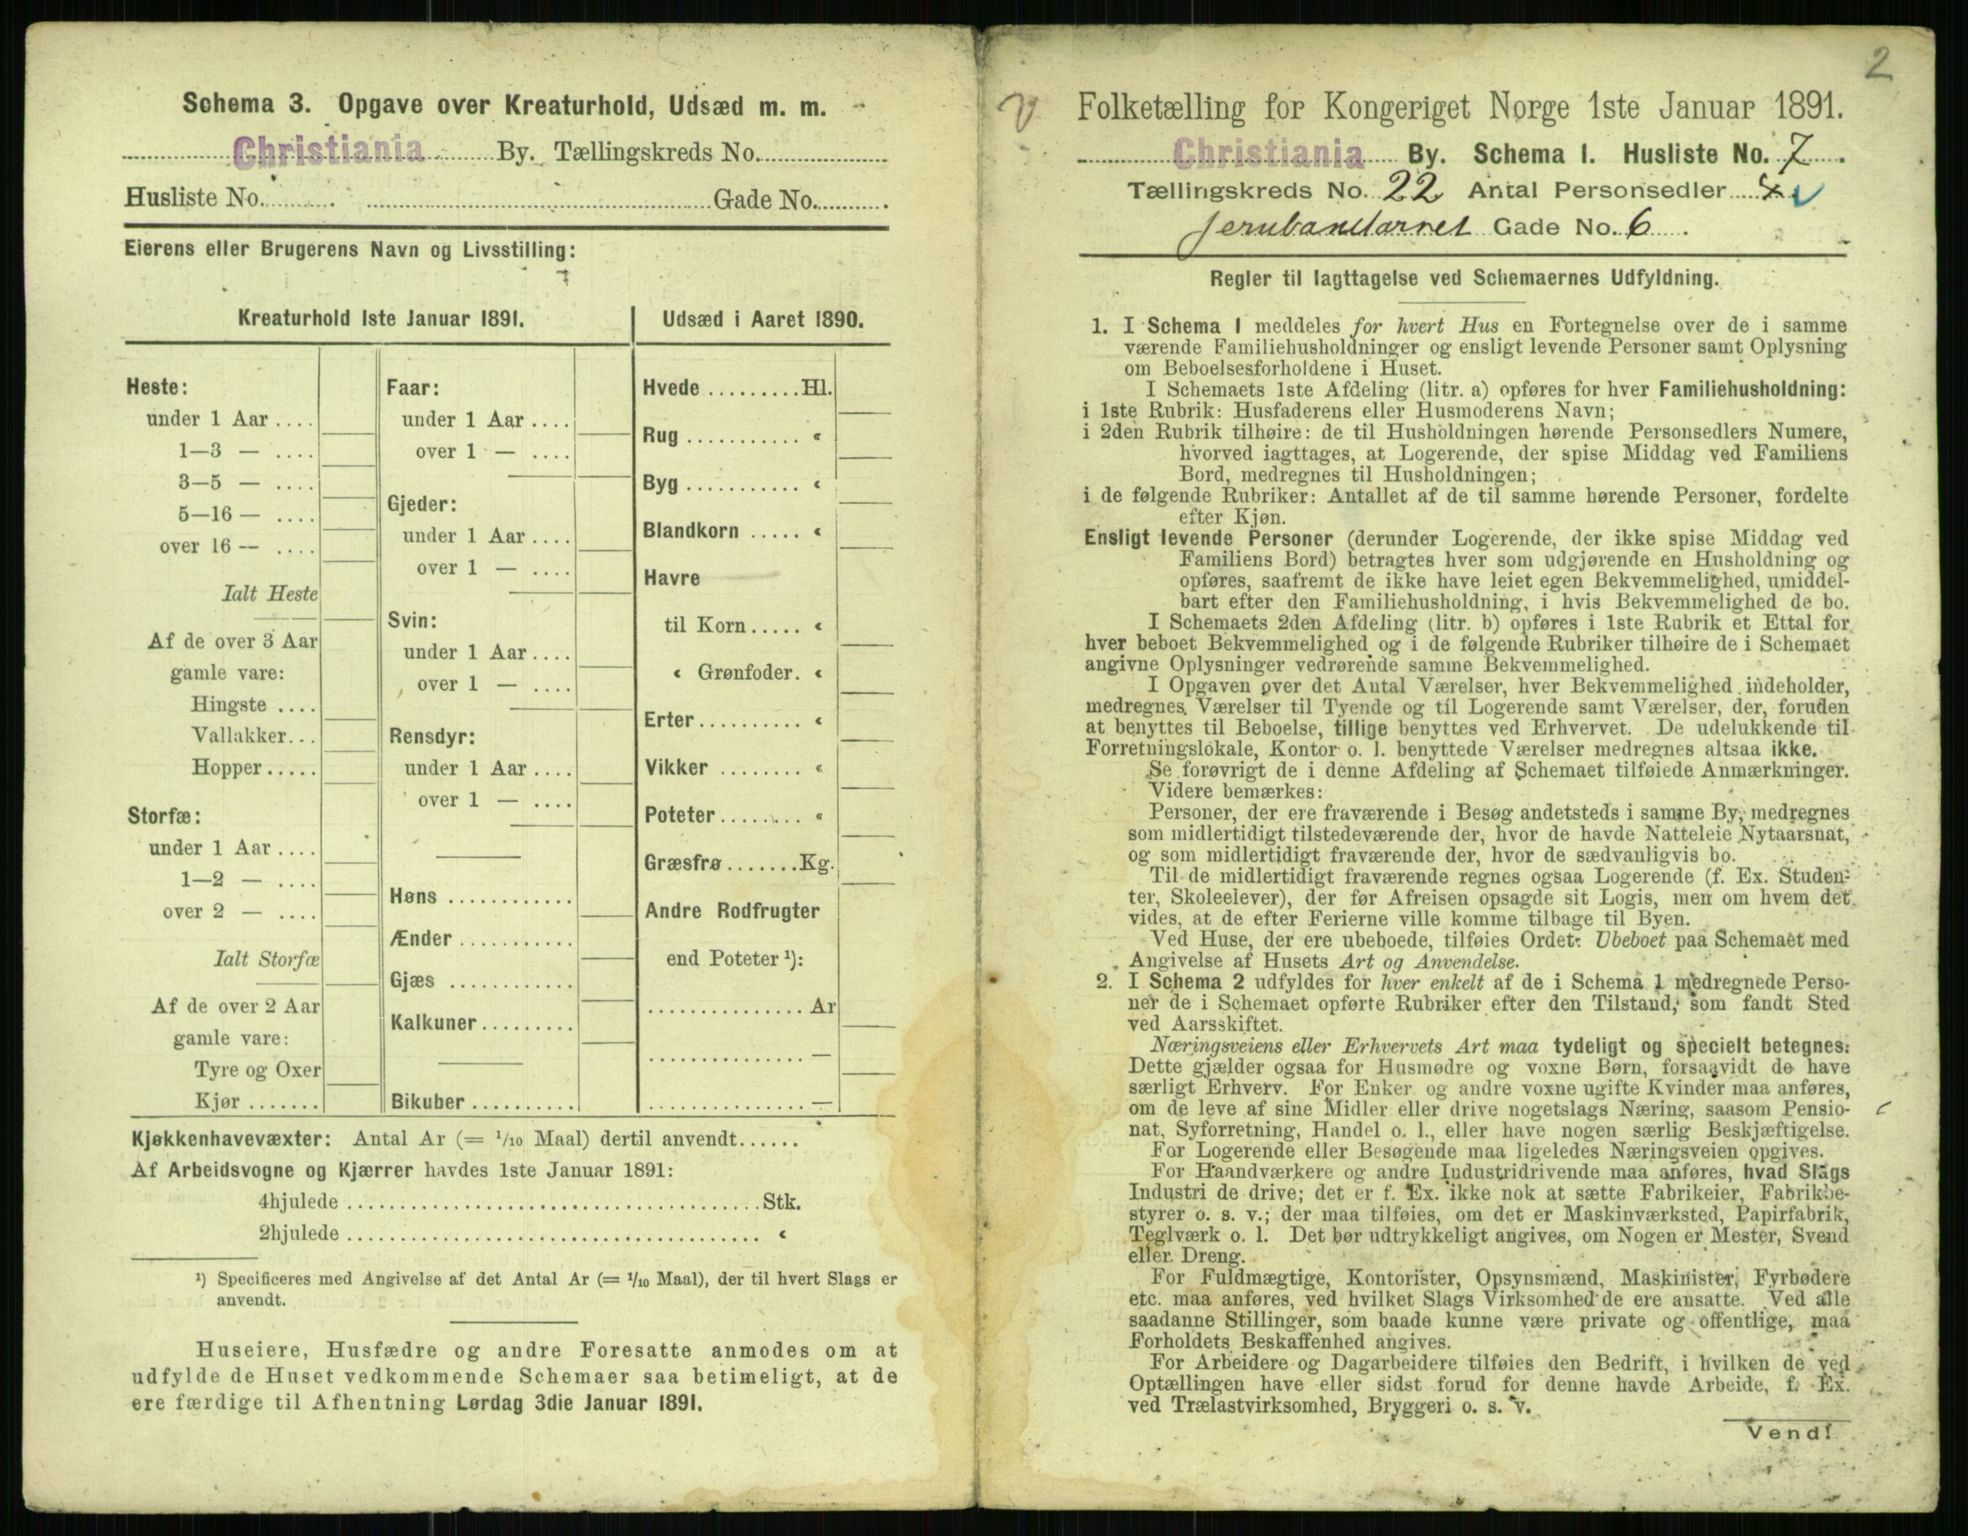 Schema 3. Opgave over Kreaturhold, Udsæd m. m.
Christiania By. Tællingskreds No.
Husliste No. Gade No.
Eierens eller Brugerens Navn og Livsstilling:
Kreaturhold 1ste Januar 1891.
Heste:
under 1 Aar ....
1—3 — ....
3—5 — ....
5—16 — ....
over 16 — ....
Ialt Heste
Af de over 3 Aar
gamle vare:
Hingste ....
Vallakker...
Hopper.....
Storfæ:
under 1 Aar ....
1—2 — ....
over 2 — ....
Ialt Storfæ
Af de over 2 Aar
gamle vare:
Tyre og Oxer
Kjør .......
Faar:
under 1 Aar ....
over 1 — ....
Gjeder:
under 1 Aar ....
over 1 — ....
Svin:
under 1 Aar ....
over 1 — ....
Rensdyr:
under 1 Aar ....
over 1 — ....
Høns ............
Ænder ...........
Gjæs ............
Kalkuner.........
Bikuber ..........
Udsæd i Aaret 1890.
Hvede .........Hl.
Rug ........... «
Byg ........... «
Blandkorn ..... «
Havre
til Korn ..... «
« Grønfoder. «
Erter .......... «
Vikker ........ «
Poteter ........ «
Græsfrø .......Kg.
Andre Rodfrugter
end Poteter ¹):
............... Ar
............... —
............... —
Kjøkkenhavevæxter: Antal Ar (= 1/10 Maal) dertil anvendt......
Af Arbeidsvogne og Kjærrer havdes 1ste Januar 1891:
4hjulede ........................................Stk.
2hjulede ........................................ «
¹) Specificeres med Angivelse af det Antal Ar (= 1/10 Maal), der til hvert Slags er
anvendt.
Huseiere, Husfædre og andre Foresatte anmodes om at
udfylde de Huset vedkommende Schemaer saa betimeligt, at de
ere færdige til Afhentning Lørdag 3die Januar 1891.
2
Folketælling for Kongeriget Norge 1ste Januar 1891.
Christiania By. Schema I. Husliste No. 7.
Tællingskreds No. 22 Antal Personsedler
Jernbanetorvet Gade No. 6
Regler til Iagttagelse ved Schemaernes Udfyldning.
1. I Schema 1 meddeles for hvert Hus en Fortegnelse over de i samme
værende Familiehusholdninger og ensligt levende Personer samt Oplysning
om Beboelsesforholdene i Huset.
I Schemaets 1ste Afdeling (litr. a) opføres for hver Familiehusholdning:
i 1ste Rubrik: Husfaderens eller Husmoderens Navn;
i 2den Rubrik tilhøire: de til Husholdningen hørende Personsedlers Numere,
hvorved iagttages, at Logerende, der spise Middag ved Familiens
Bord, medregnes til Husholdningen;
i de følgende Rubriker: Antallet af de til samme hørende Personer, fordelte
efter Kjøn.
Ensligt levende Personer (derunder Logerende, der ikke spise Middag ved
Familiens Bord) betragtes hver som udgjørende en Husholdning og
opføres, saafremt de ikke have leiet egen Bekvemmelighed, umiddel-
bart efter den Familiehusholdning, i hvis Bekvemmelighed de bo.
I Schemaets 2den Afdeling (litr. b) opføres i 1ste Rubrik et Ettal for
hver beboet Bekvemmelighed og i de følgende Rubriker tilhøire de i Schemaet
angivne Oplysninger vedrørende samme Bekvemmelighed.
I Opgaven over det Antal Værelser, hver Bekvemmelighed indeholder,
medregnes Værelser til Tyende og til Logerende samt Værelser, der, foruden
at benyttes til Beboelse, tillige benyttes ved Erhvervet. De udelukkende til
Forretningslokale, Kontor o. l. benyttede Værelser medregnes altsaa ikke.
Se forøvrigt de i denne Afdeling af Schemaet tilføiede Anmærkninger.
Videre bemærkes:
Personer, der ere fraværende i Besøg andetsteds i samme By, medregnes
som midlertidigt tilstedeværende der, hvor de havde Natteleie Nytaarsnat,
og som midlertidigt fraværende der, hvor de sædvanligvis bo.
Til de midlertidigt fraværende regnes ogsaa Logerende (f. Ex. Studen-
ter, Skoleelever), der før Afreisen opsagde sit Logis, men om hvem det
vides, at de efter Ferierne ville komme tilbage til Byen.
Ved Huse, der ere ubeboede, tilføies Ordet: Ubeboet paa Schemaet med
Angivelse af Husets Art og Anvendelse.
2. I Schema 2 udfyldes for hver enkelt af de i Schema 1 medregnede Perso-
ner de i Schemaet opførte Rubriker efter den Tilstand, som fandt Sted
ved Aarsskiftet.
Næringsveiens eller Erhvervets Art maa tydeligt og specielt betegnes:
Dette gjælder ogsaa for Husmødre og voxne Børn, forsaavidt de have
særligt Erhverv. For Enker og andre voxne ugifte Kvinder maa anføres,
om de leve af sine Midler eller drive nogetslags Næring, saasom Pensio-
nat, Syforretning, Handel o. l., eller have nogen særlig Beskjæftigelse.
For Logerende eller Besøgende maa ligeledes Næringsveien opgives.
For Haandværkere og andre Industridrivende maa anføres, hvad Slags
Industri de drive; det er f. Ex. ikke nok at sætte Fabrikeier, Fabrikbe-
styrer o. s. v.; der maa tilføies, om det er Maskinværksted, Papirfabrik,
Teglværk o. l. Det bør udtrykkeligt angives, om Nogen er Mester, Svend
eller Dreng.
For Fuldmægtige, Kontorister, Opsynsmænd, Maskinister, Fyrbødere
etc. maa anføres, ved hvilket Slags Virksomhed de ere ansatte. Ved alle
saadanne Stillinger, som baade kunne være private og offentlige, maa
Forholdets Beskaffenhed angives.
For Arbeidere og Dagarbeidere tilføies den Bedrift, i hvilken de ved
Optællingen have eller sidst forud for denne havde Arbeide, f. Ex.
ved Trælastvirksomhed, Bryggeri o. s. v.
Vend!